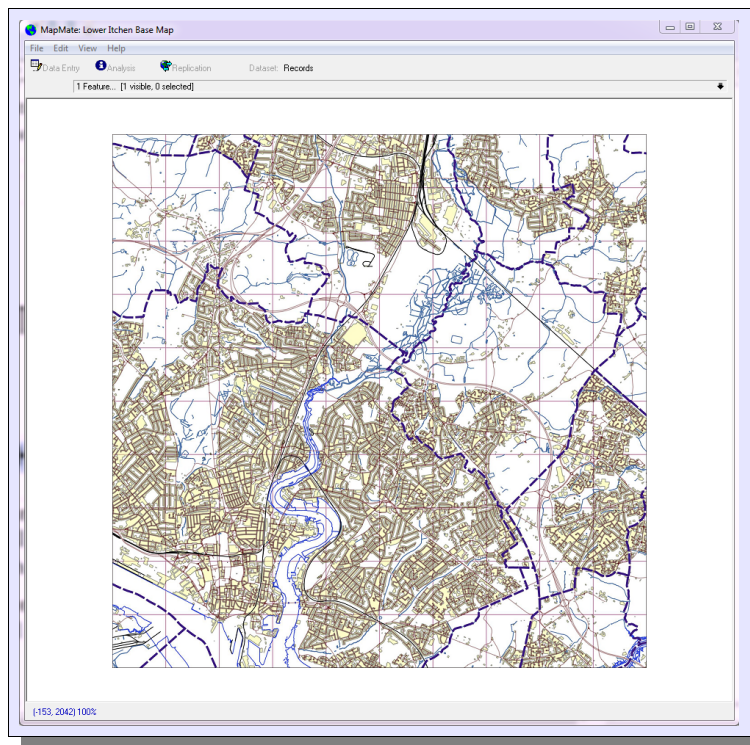 MapMate: Lower Itchen Base Map
File Edit View Help
Data Entry Analysis Replication Dataset: Records
1 Feature... [1 visible, 0 selected]
(-153, 2042) 100%